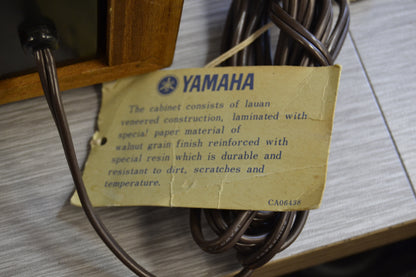 YAMAHA
The cabinet consists of lauan
veneered construction, laminated with
special paper material of
walnut grain finish reinforced with
special resin which is durable and
resistant to dirt, scratches and
temperature.
CA06438